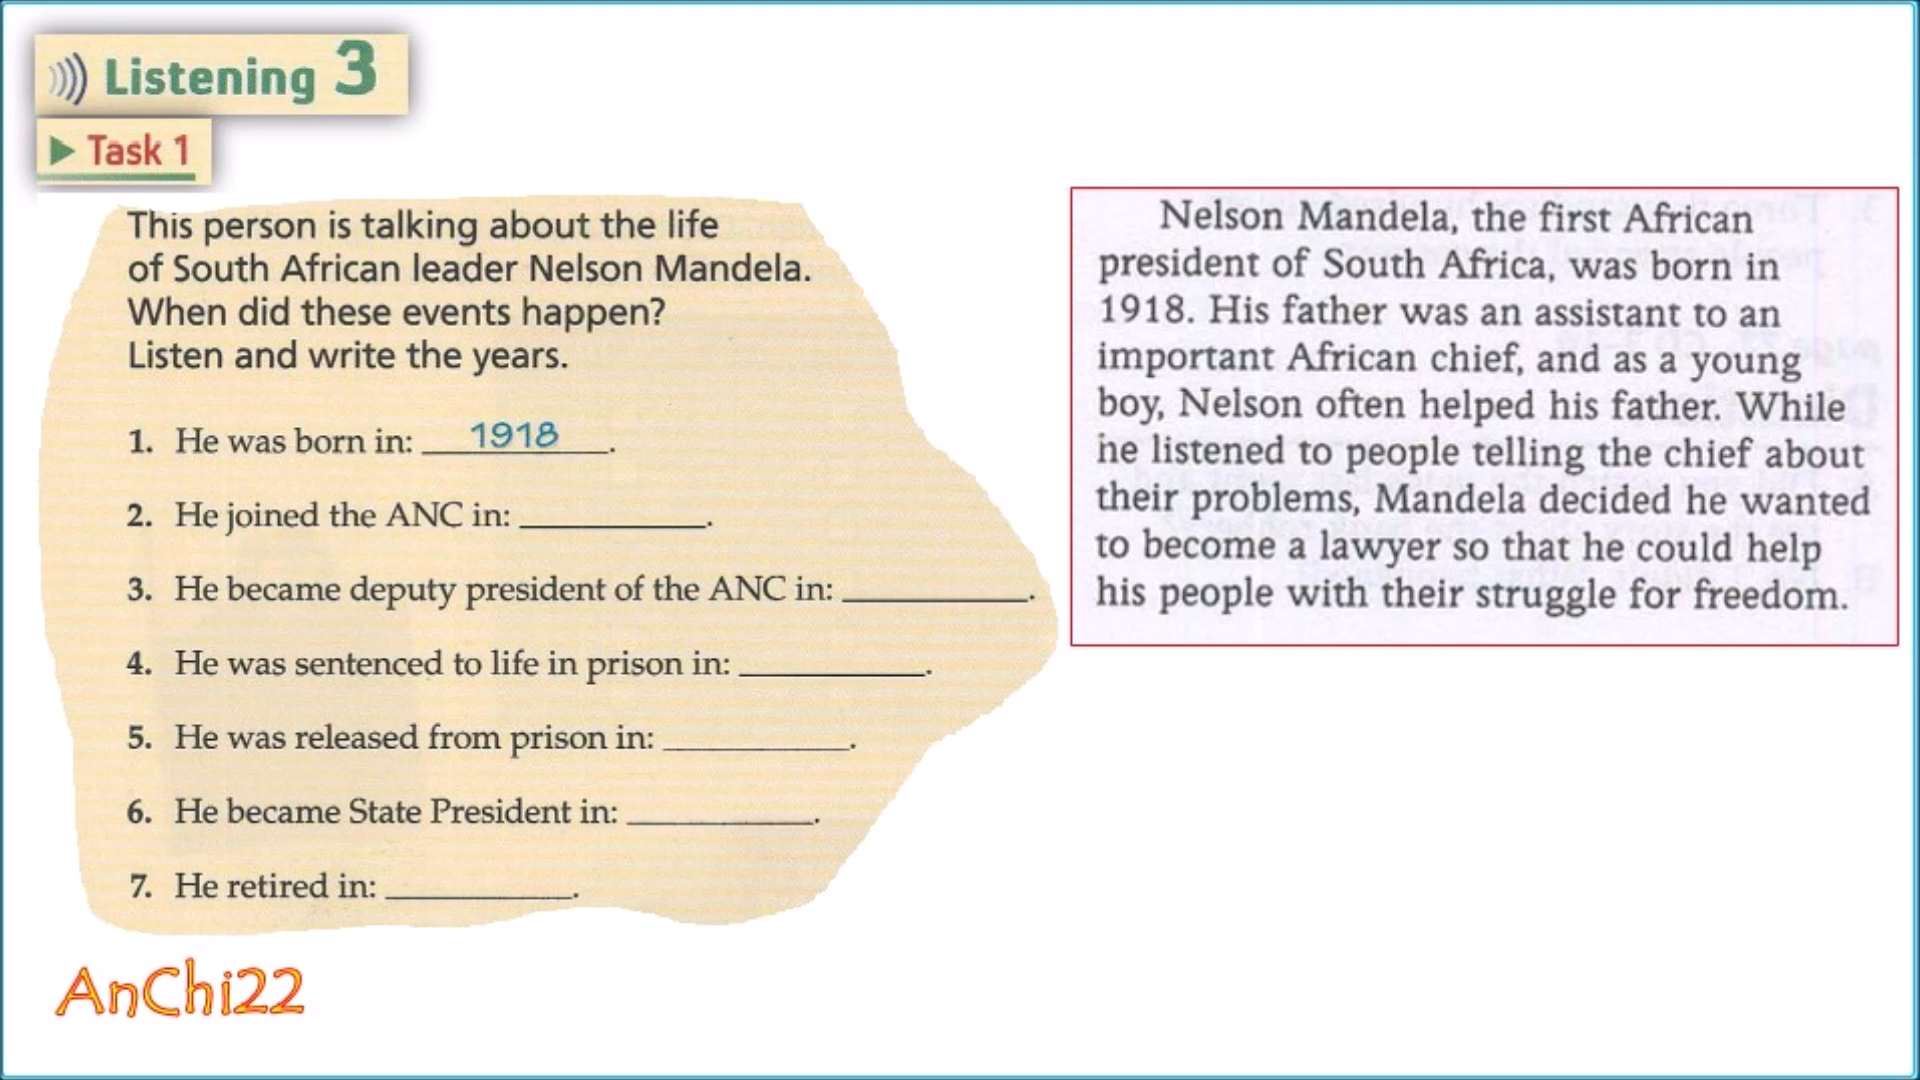 Listening 3
Task 1
This person is talking about the life
of South African leader Nelson Mandela.
When did these events happen?
Listen and write the years.
1. He was born in: 1918.
2. He joined the ANC in: __________.
3. He became deputy president of the ANC in: __________.
4. He was sentenced to life in prison in: __________.
5. He was released from prison in: __________.
6. He became State President in: __________.
7. He retired in: __________.
Nelson Mandela, the first African
president of South Africa, was born in
1918. His father was an assistant to an
important African chief, and as a young
boy, Nelson often helped his father. While
he listened to people telling the chief about
their problems, Mandela decided he wanted
to become a lawyer so that he could help
his people with their struggle for freedom.
AnChi22